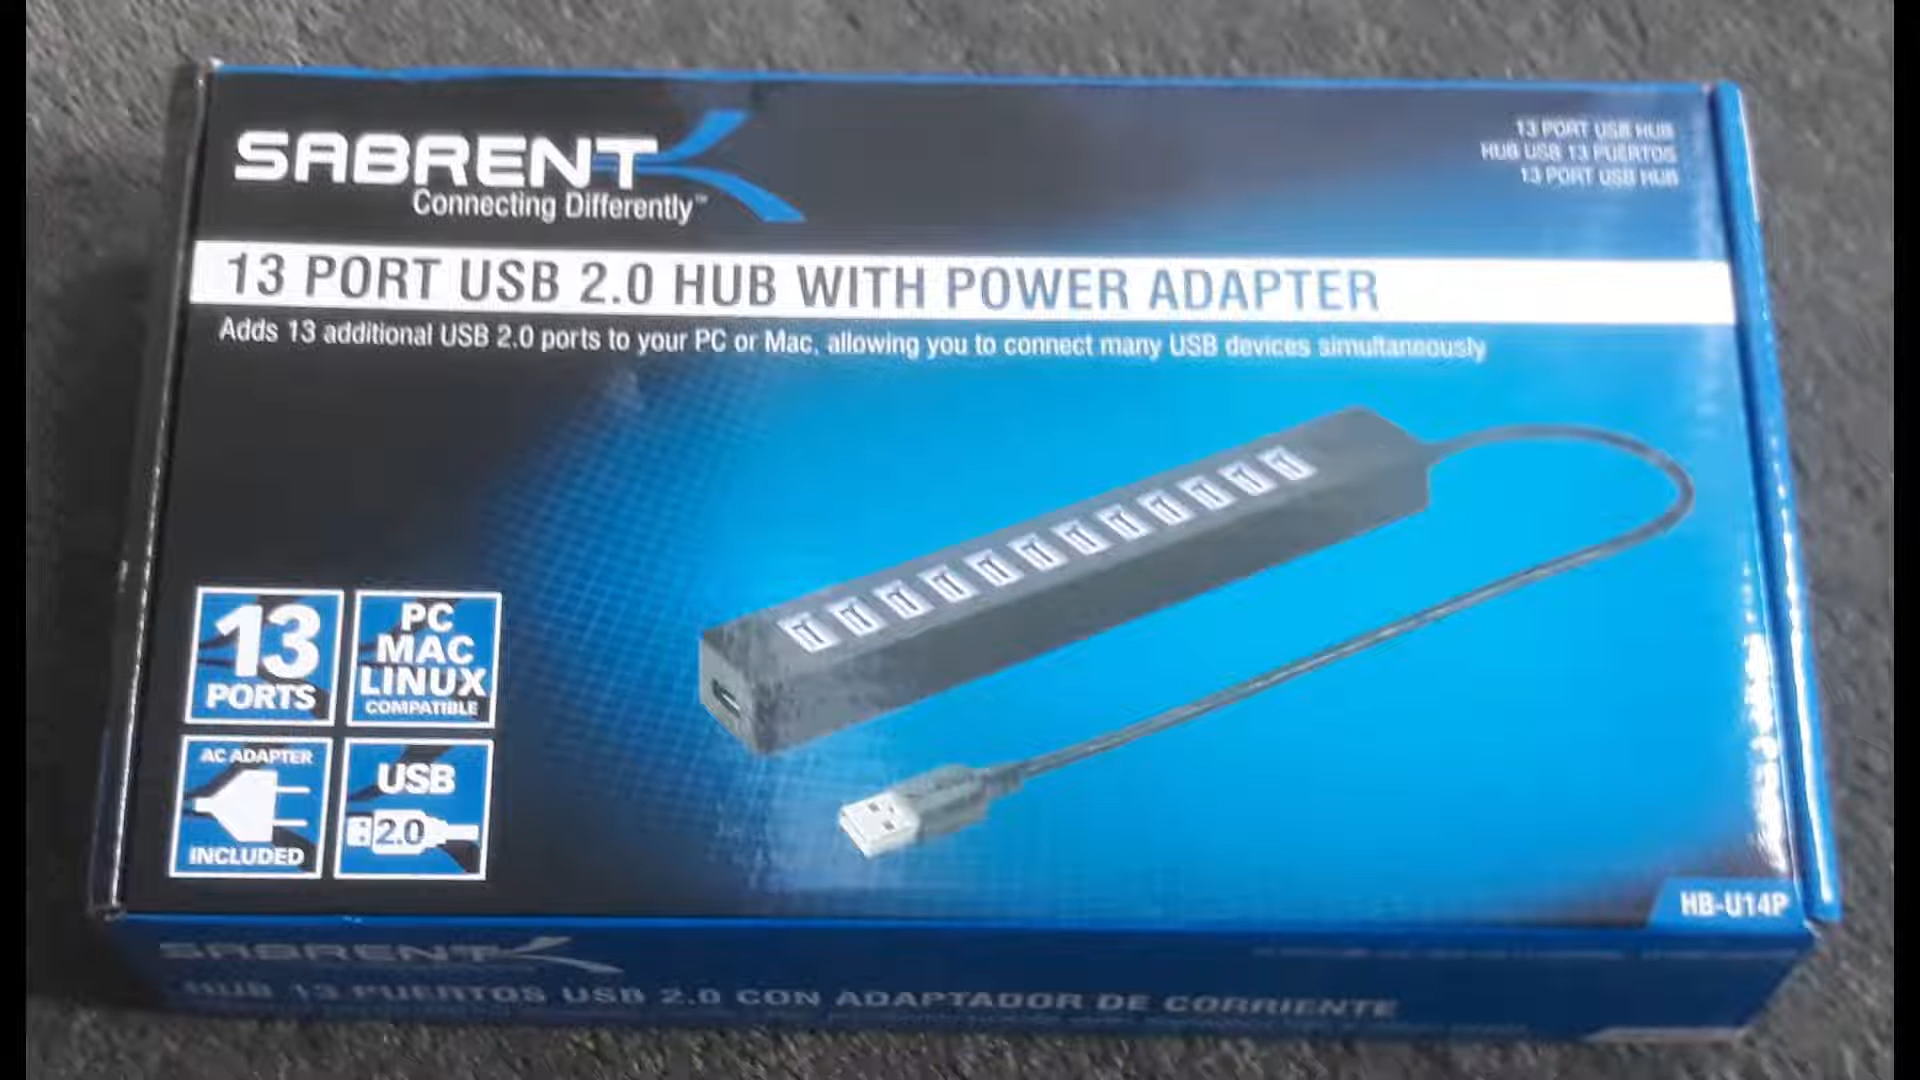 SABRENT
Connecting Differently™
13 PORT USB HUB
HUB USB 13 PUERTOS
13 PORT USB HUB
13 PORT USB 2.0 HUB WITH POWER ADAPTER
Adds 13 additional USB 2.0 ports to your PC or Mac, allowing you to connect many USB devices simultaneously
13
PORTS
PC
MAC
LINUX
COMPATIBLE
AC ADAPTER
INCLUDED
USB
2.0
HB-U14P
SABRENT
HUB 13 PUERTOS USB 2.0 CON ADAPTADOR DE CORRIENTE